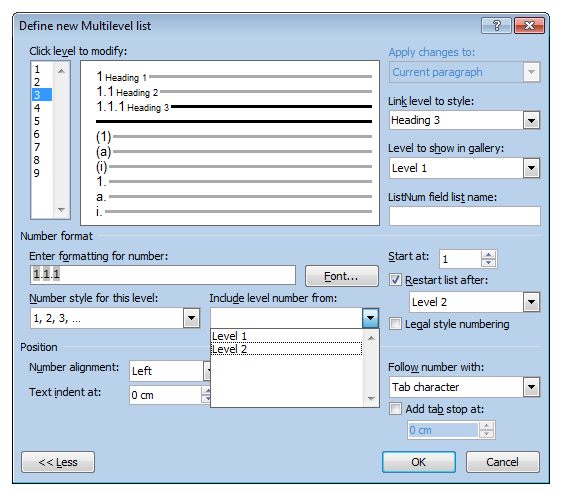 Define new Multilevel list
Click level to modify:
1
2
3
4
5
6
7
8
9
1 Heading 1
1.1 Heading 2
1.1.1 Heading 3
(1)
(a)
(i)
1.
a.
i.
Apply changes to:
Current paragraph
Link level to style:
Heading 3
Level to show in gallery:
Level 1
ListNum field list name:
Number format
Enter formatting for number:
1.1.1
Font...
Number style for this level:
1, 2, 3, ...
Include level number from:
Level 1
Level 2
Start at: 1
Restart list after:
Level 2
Legal style numbering
Position
Number alignment: Left
Text indent at: 0 cm
Follow number with:
Tab character
Add tab stop at:
0 cm
<< Less
OK
Cancel